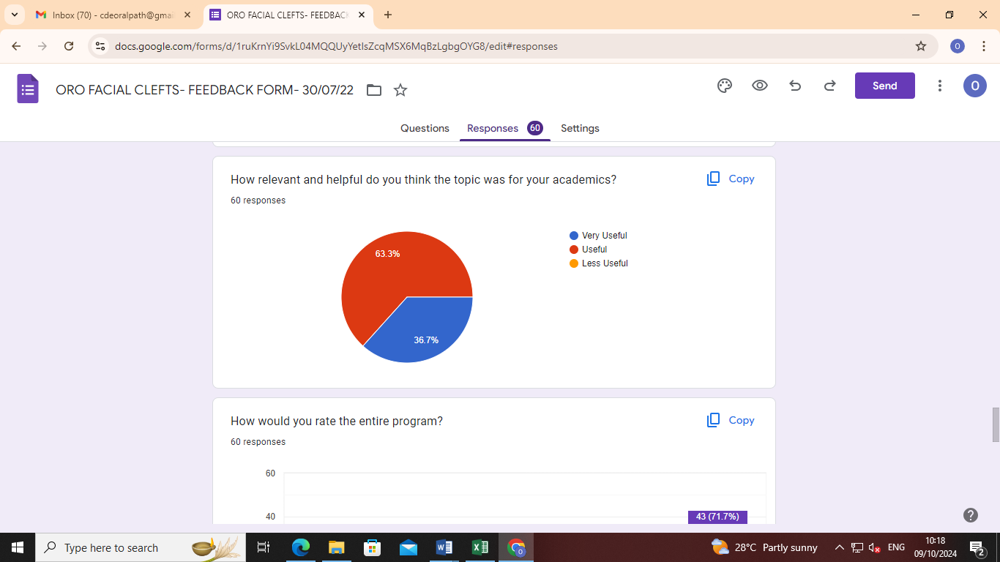 Inbox (70) - cdeoralpath@gmai
ORO FACIAL CLEFTS- FEEDBACK
docs.google.com/forms/d/1ruKrnYi9SvkL04MQQUyYetlsZcqMSX6MqBzLgbgOYG8/edit#responses
O
ORO FACIAL CLEFTS- FEEDBACK FORM- 30/07/22
Send
O
Questions
Responses 60
Settings
How relevant and helpful do you think the topic was for your academics?
Copy
60 responses
Very Useful
Useful
Less Useful
63.3%
36.7%
How would you rate the entire program?
Copy
60 responses
60
40
43 (71.7%)
Type here to search
28°C Partly sunny
ENG
10:18
09/10/2024
2